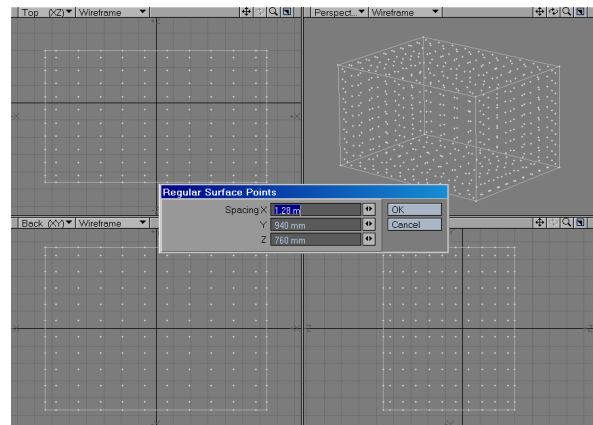 Top (XZ) Wireframe
Perspect... Wireframe
X +X
Regular Surface Points
Spacing X 1.28 m OK
Y 940 mm Cancel
Z 760 mm
Back (XY) Wireframe
Z